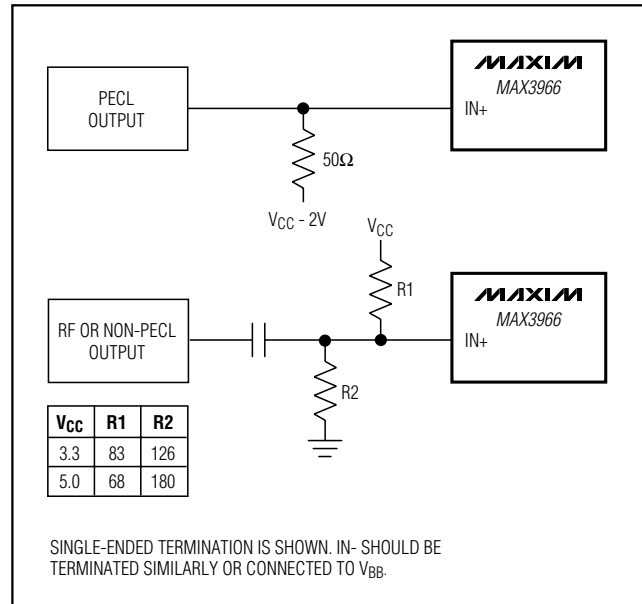 MAXIM
MAX3966
PECL
OUTPUT
IN+
50Ω
VCC - 2V
VCC
R1
MAXIM
MAX3966
RF OR NON-PECL
OUTPUT
IN+
R2
VCC R1 R2
3.3 83 126
5.0 68 180
SINGLE-ENDED TERMINATION IS SHOWN. IN- SHOULD BE
TERMINATED SIMILARLY OR CONNECTED TO VBB.